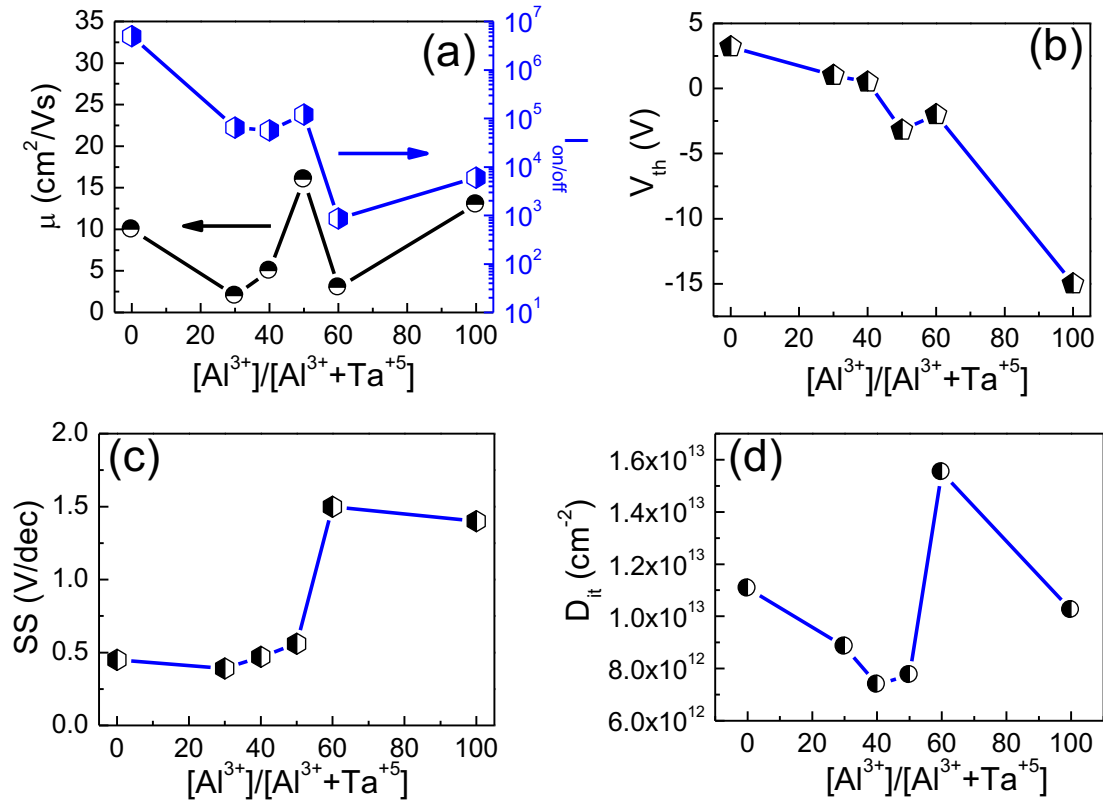 (a)
35
30
25
20
15
10
5
0
μ (cm²/Vs)
10⁷
10⁶
10⁵
10⁴
10³
10²
10¹
I on/off
0 20 40 60 80 100
[Al³⁺]/[Al³⁺+Ta⁺⁵]
(b)
0
-5
-10
-15
V th (V)
0 20 40 60 80 100
[Al³⁺]/[Al³⁺+Ta⁺⁵]
(c)
2.0
1.5
1.0
0.5
0.0
SS (V/dec)
0 20 40 60 80 100
[Al³⁺]/[Al³⁺+Ta⁺⁵]
(d)
1.6x10¹³
1.4x10¹³
1.2x10¹³
1.0x10¹³
8.0x10¹²
6.0x10¹²
D it (cm⁻²)
0 20 40 60 80 100
[Al³⁺]/[Al³⁺+Ta⁺⁵]